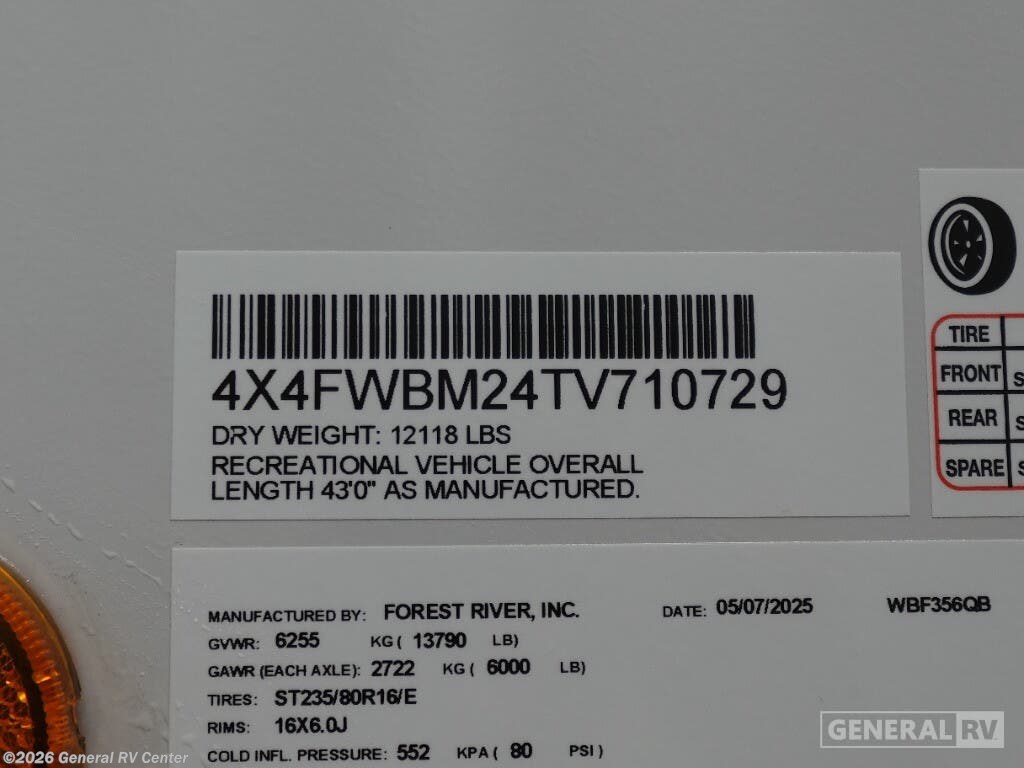 4X4FWBM24TV710729
DRY WEIGHT: 12118 LBS
RECREATIONAL VEHICLE OVERALL
LENGTH 43'0" AS MANUFACTURED.
TIRE
FRONT S
REAR S
SPARE S
MANUFACTURED BY: FOREST RIVER, INC. DATE: 05/07/2025 WBF356QB
GVWR: 6255 KG ( 13790 LB)
GAWR (EACH AXLE): 2722 KG ( 6000 LB)
TIRES: ST235/80R16/E
RIMS: 16X6.0J
COLD INFL. PRESSURE: 552 KPA ( 80 PSI )
GENERAL RV
©2026 General RV Center